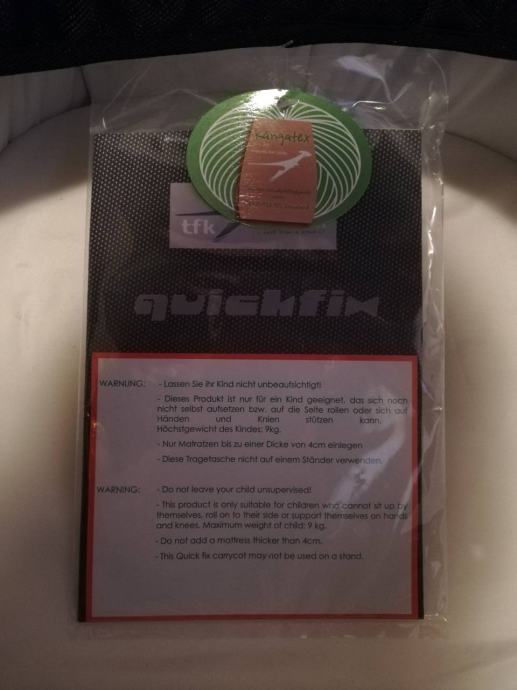 Kangatex
tfk
quickfix
WARNUNG: - Lassen Sie ihr Kind nicht unbeaufsichtigt!
- Dieses Produkt ist nur für ein Kind geeignet, das sich noch
nicht selbst aufsetzen bzw. auf die Seite rollen oder sich auf
Händen und Knien stützen kann.
Höchstgewicht des Kindes: 9kg.
- Nur Matratzen bis zu einer Dicke von 4cm einlegen
- Diese Tragetasche nicht auf einem Ständer verwenden.
WARNING: - Do not leave your child unsupervised!
- This product is only suitable for children who cannot sit up by
themselves, roll on to their side or support themselves on hands
and knees. Maximum weight of child: 9 kg.
- Do not add a mattress thicker than 4cm.
- This Quick fix carrycot may not be used on a stand.